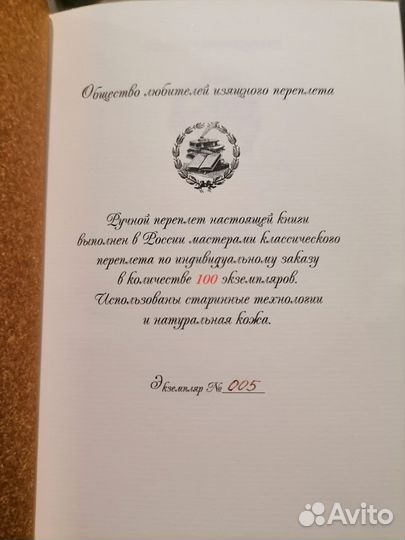 Общество любителей изящного переплета
Ручной переплет настоящей книги
выполнен в России мастерами классического
переплета по индивидуальному заказу
в количестве 100 экземпляров.
Использованы старинные технологии
и натуральная кожа.
Экземпляр № 005
Avito